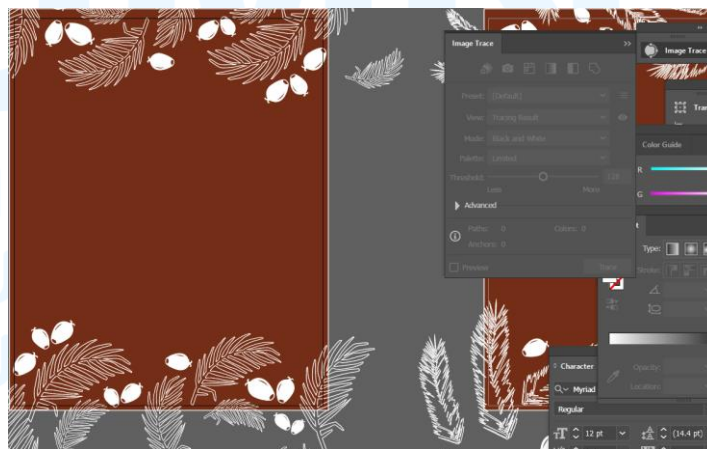 Image Trace
Preset: (Default)
View: Tracing Result
Mode: Black and White
Palette: Limited
Threshold: 128
Less More
Advanced
Paths: 0 Colors: 0
Anchors: 0
Preview Trace
Image Trace
Color Guide
R
G
Type:
Stroke:
Opacity:
Location:
Character
Myriad
Regular
12 pt (14.4 pt)